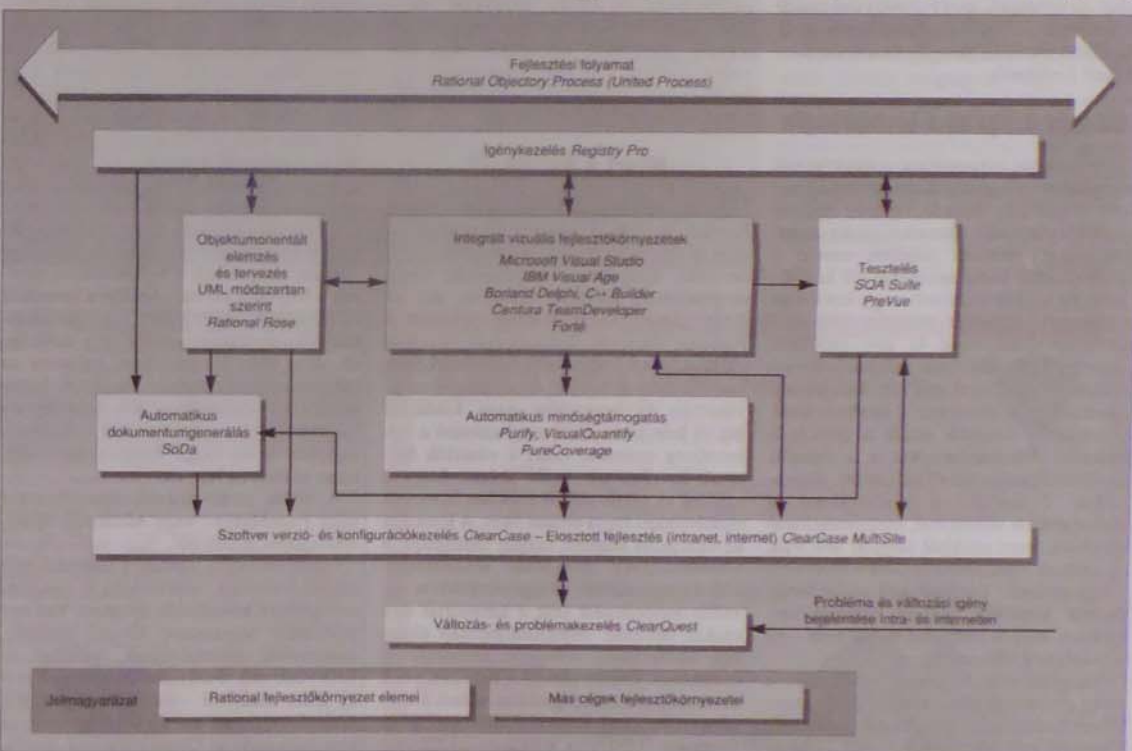 Fejlesztési folyamat
Rational Objectory Process (United Process)
Igénykezelés Registry Pro
Objektumorientált
elemzés
és tervezés
UML módszertan
szerint
Rational Rose
Integrált vizuális fejlesztőkörnyezetek
Microsoft Visual Studio
IBM Visual Age
Borland Delphi, C++ Builder
Centura TeamDeveloper
Forté
Tesztelés
SQA Suite
PreVue
Automatikus
dokumentumgenerálás
SoDa
Automatikus minőségtámogatás
Purify, VisualQuantify
PureCoverage
Szoftver verzió- és konfigurációkezelés ClearCase – Elosztott fejlesztés (intranet, internet) ClearCase MultiSite
Változás- és problémakezelés ClearQuest
Probléma és változási igény
bejelentése intra- és interneten
Jelmagyarázat
Rational fejlesztőkörnyezet elemei
Más cégek fejlesztőkörnyezetei